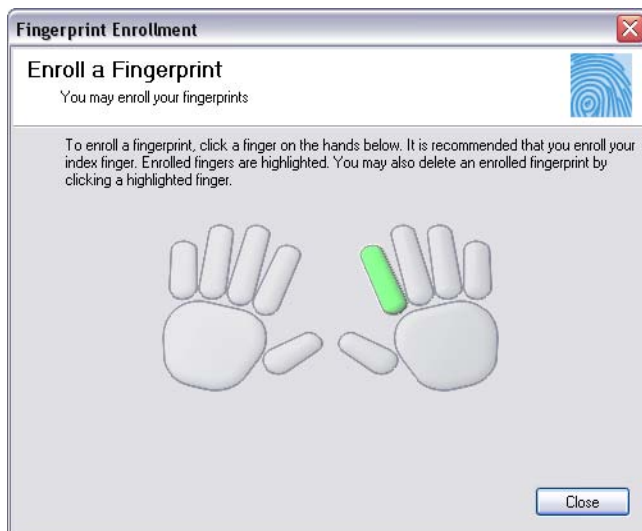 Fingerprint Enrollment
Enroll a Fingerprint
You may enroll your fingerprints
To enroll a fingerprint, click a finger on the hands below. It is recommended that you enroll your
index finger. Enrolled fingers are highlighted. You may also delete an enrolled fingerprint by
clicking a highlighted finger.
Close